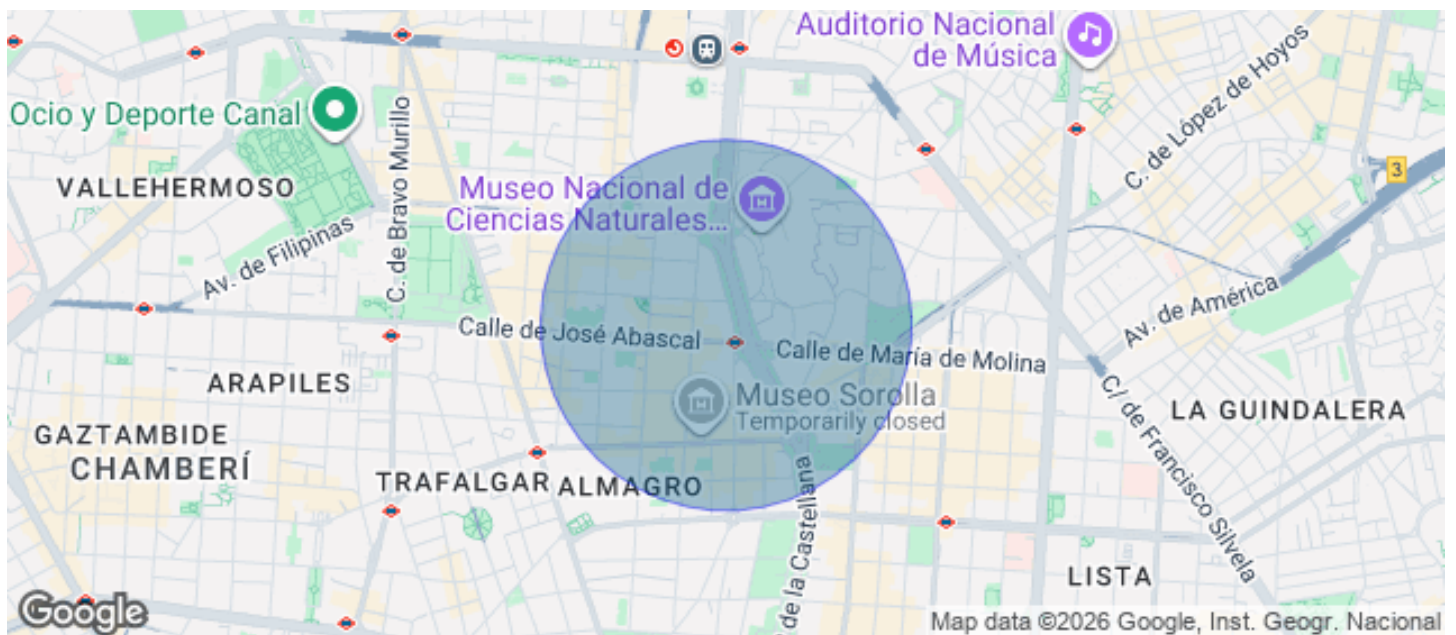 Auditorio Nacional
de Música
C. de López de Hoyos
Ocio y Deporte Canal
C. de Bravo Murillo
3
VALLEHERMOSO
Museo Nacional de
Ciencias Naturales...
Av. de Filipinas
Av. de América
Calle de José Abascal
Calle de María de Molina
ARAPILES
Museo Sorolla
Temporarily closed
C/ de Francisco Silvela
LA GUINDALERA
GAZTAMBIDE
CHAMBERÍ
TRAFALGAR
ALMAGRO
de la Castellana
LISTA
Google
Map data ©2026 Google, Inst. Geogr. Nacional